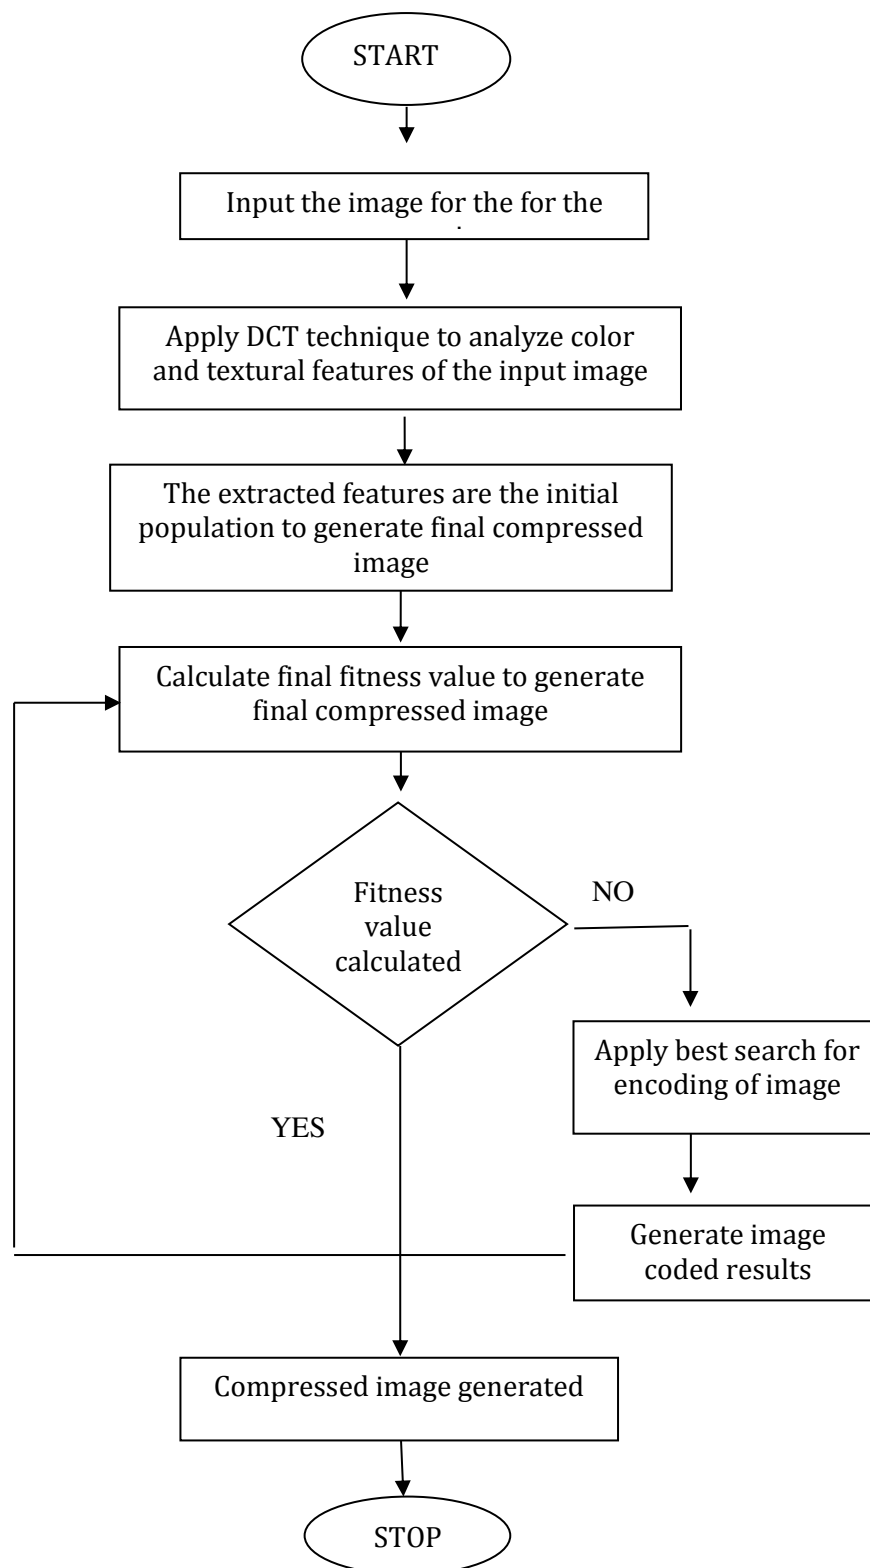 START
Input the image for the for the
Apply DCT technique to analyze color
and textural features of the input image
The extracted features are the initial
population to generate final compressed
image
Calculate final fitness value to generate
final compressed image
Fitness
value
calculated
NO
Apply best search for
encoding of image
YES
Generate image
coded results
Compressed image generated
STOP